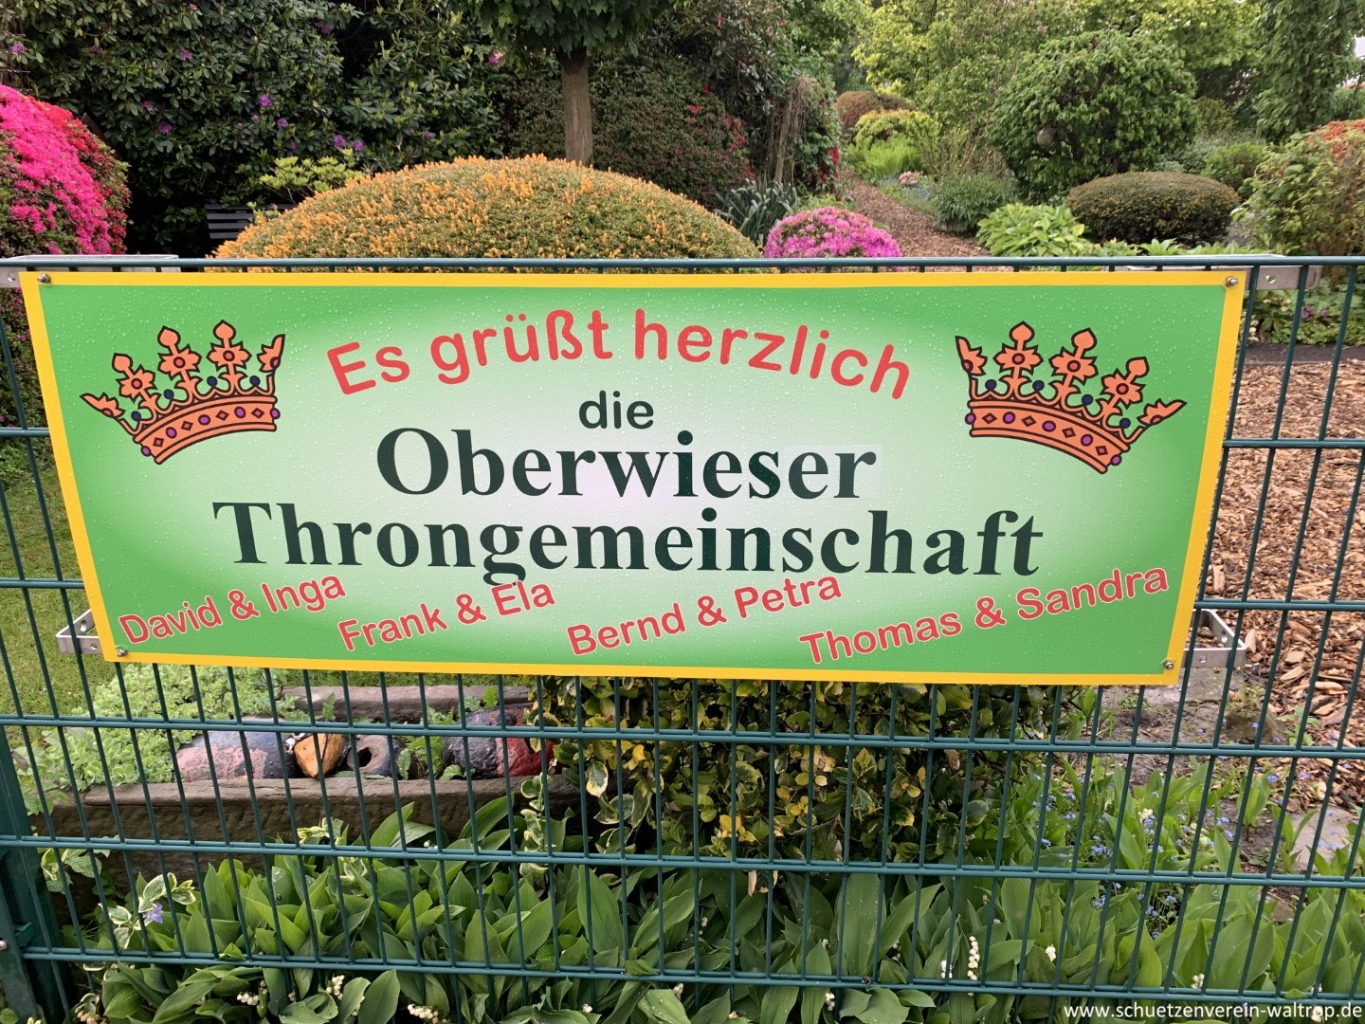 Es grüßt herzlich
die
Oberwieser
Throngemeinschaft
David & Inga
Frank & Ela
Bernd & Petra
Thomas & Sandra
www.schuetzenverein-waltrop.de